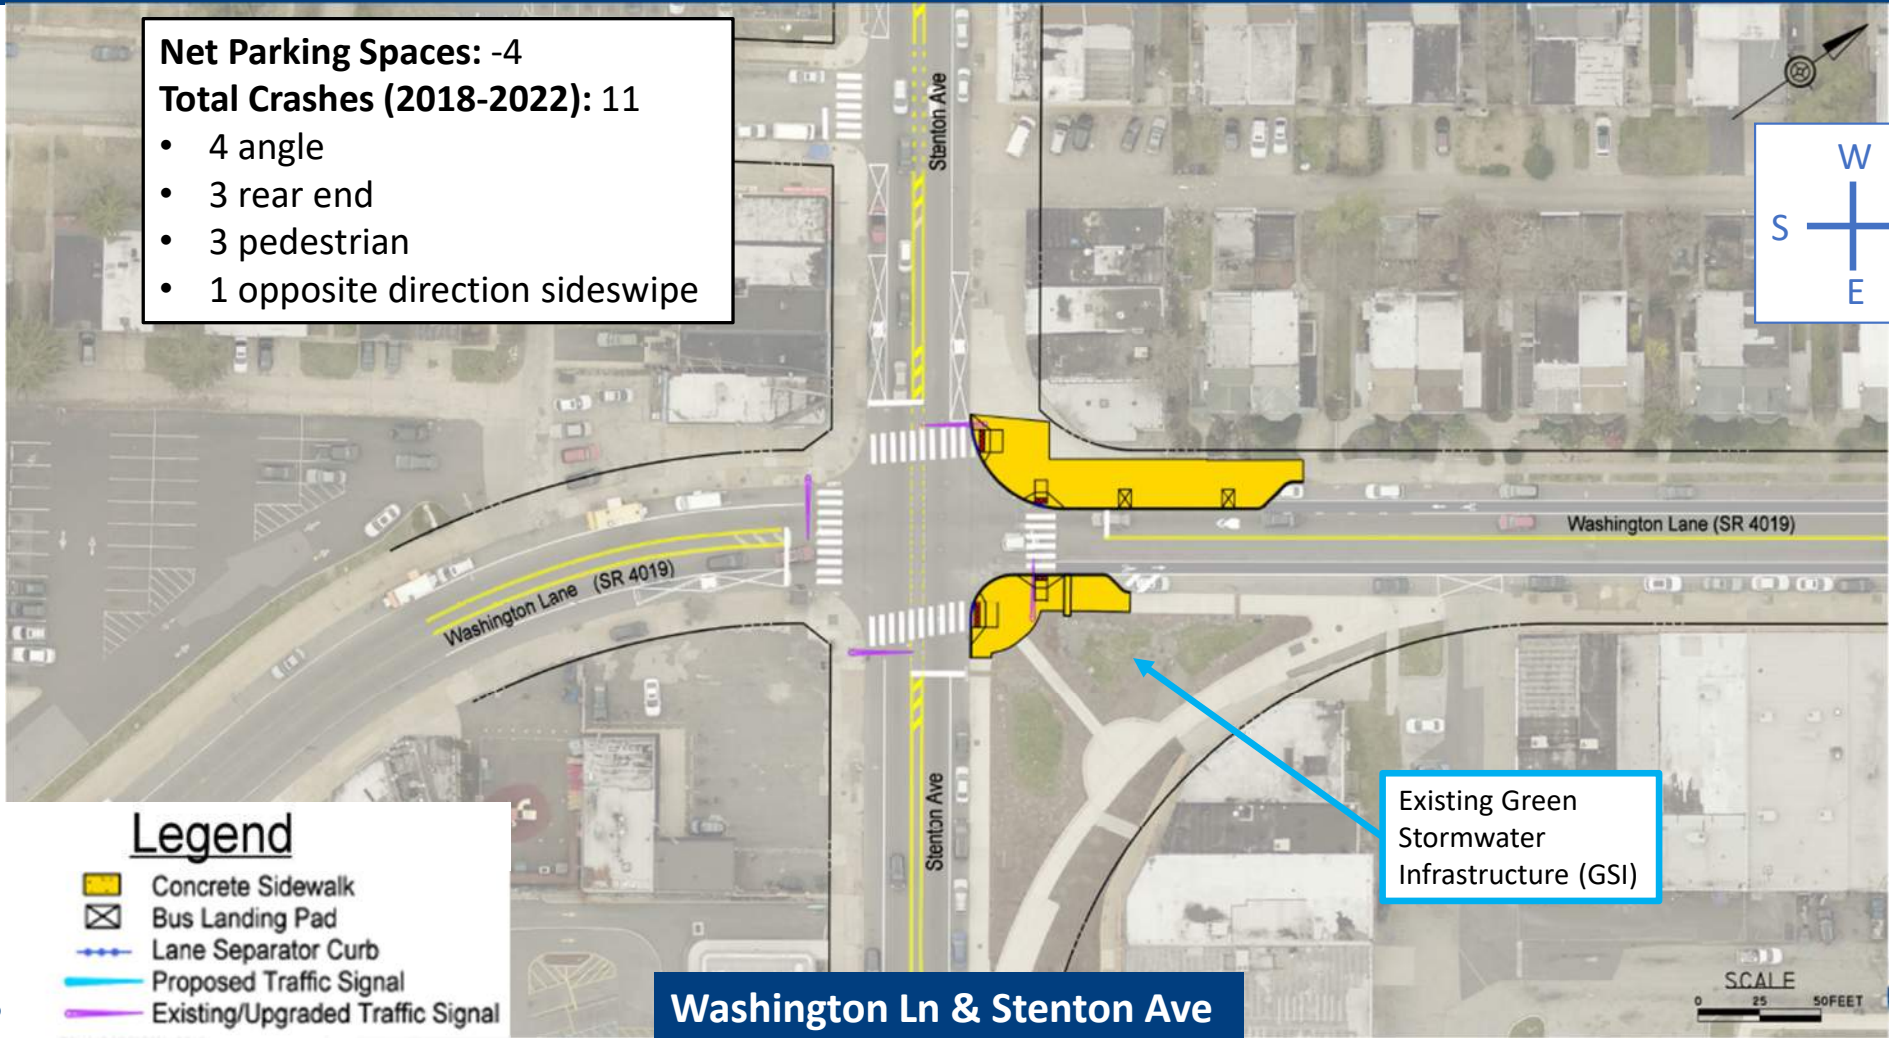 Net Parking Spaces: -4
Total Crashes (2018-2022): 11
• 4 angle
• 3 rear end
• 3 pedestrian
• 1 opposite direction sideswipe
Stenton Ave
W
S
E
Washington Lane (SR 4019)
Washington Lane (SR 4019)
Stenton Ave
Existing Green
Stormwater
Infrastructure (GSI)
Legend
Concrete Sidewalk
Bus Landing Pad
Lane Separator Curb
Proposed Traffic Signal
Existing/Upgraded Traffic Signal
Washington Ln & Stenton Ave
SCALE
0 25 50FEET